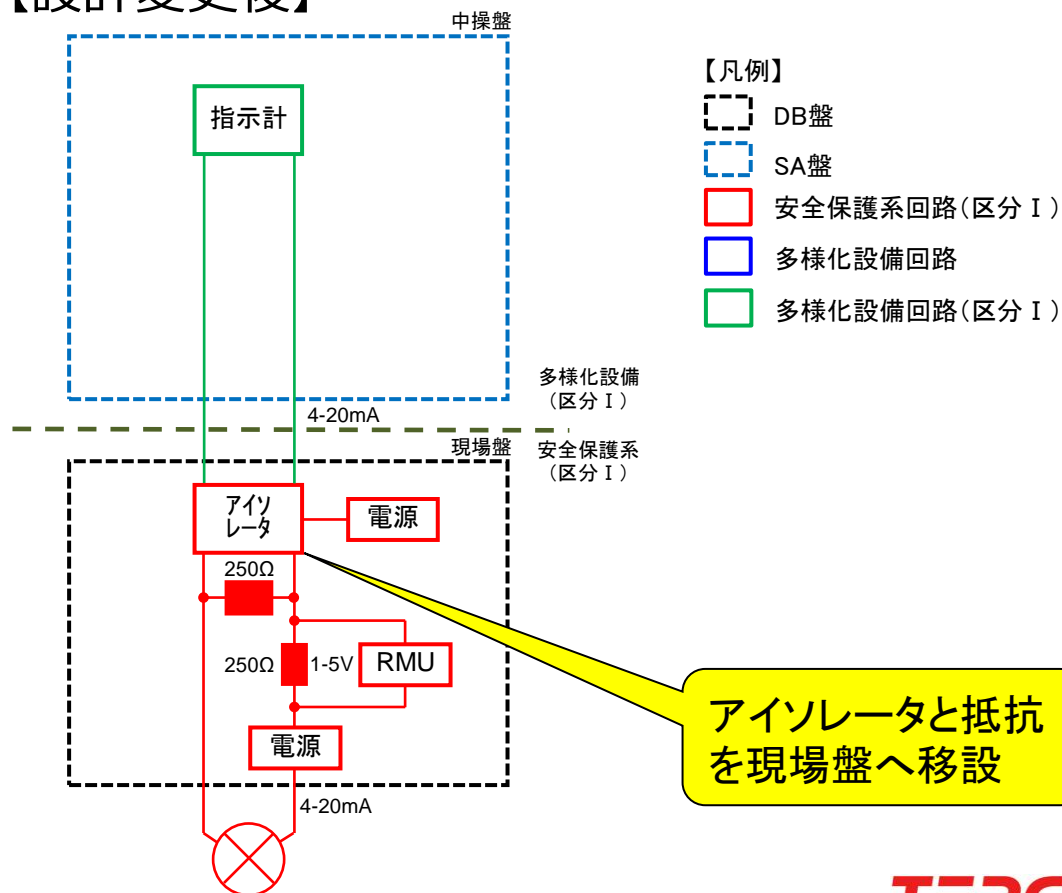 【設計変更後】
中操盤
指示計
【凡例】
DB盤
SA盤
安全保護系回路(区分Ⅰ)
多様化設備回路
多様化設備回路(区分Ⅰ)
多様化設備
(区分Ⅰ)
4-20mA
現場盤
安全保護系
(区分Ⅰ)
アイソ
レータ
電源
250Ω
250Ω
1-5V
RMU
電源
4-20mA
アイソレータと抵抗
を現場盤へ移設